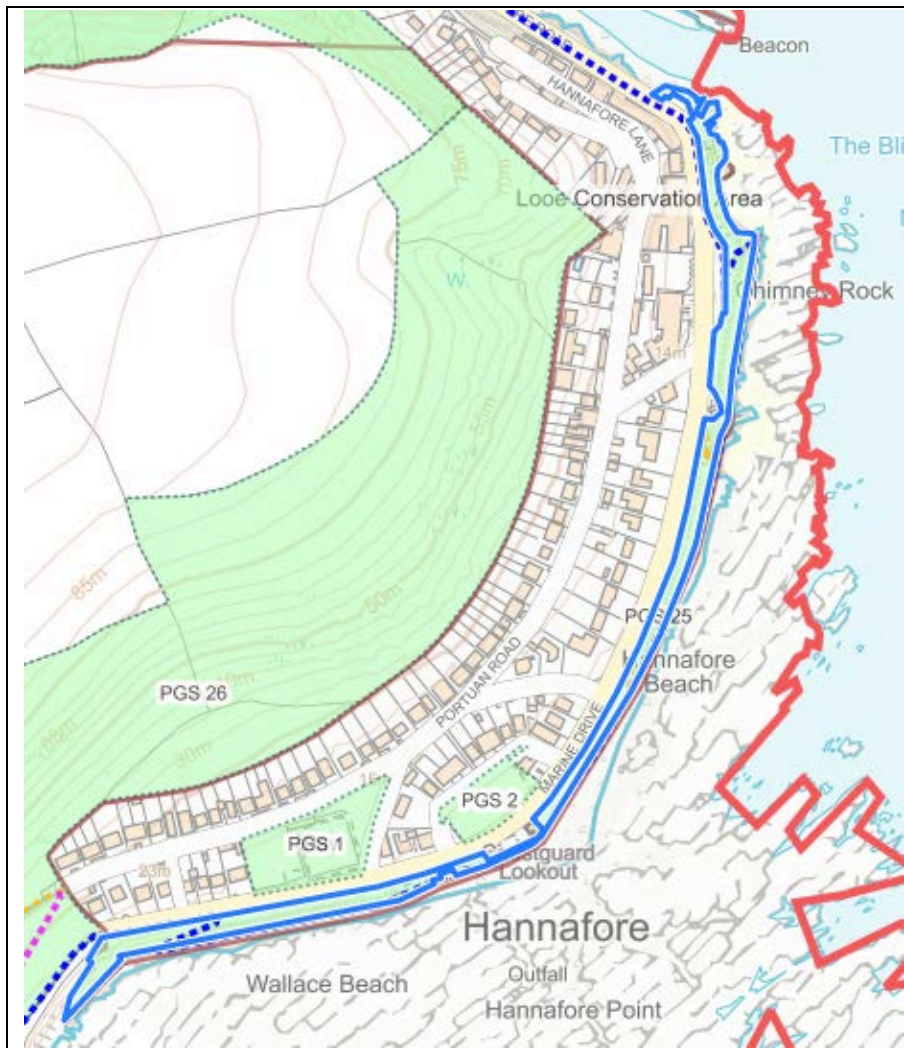 Beacon
HANNAFORE LANE
The Bli
75m
70m
Looe Conservation Area
W
Chimney Rock
14m
55m
85m
50m
PGS 25
Hannafore
Beach
PGS 26
PORTUAN ROAD
30m
MARINE DRIVE
PGS 2
PGS 1
23m
stguard
Lookout
Hannafore
Wallace Beach
Outfall
Hannafore Point